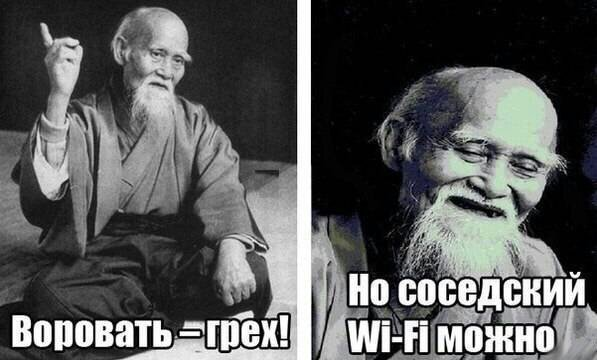 Воровать – грех!
Но соседский
Wi-Fi можно